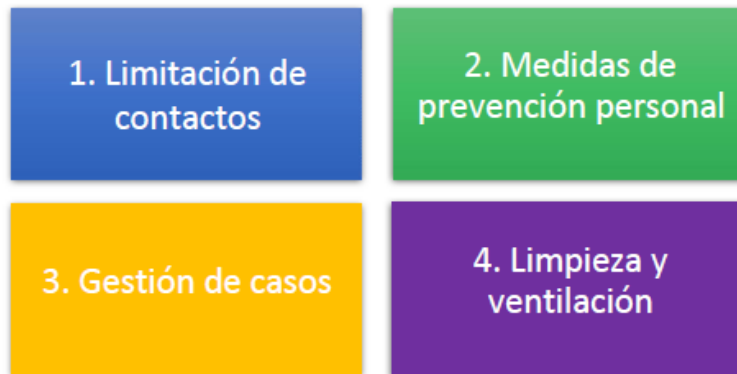 1. Limitación de
contactos
2. Medidas de
prevención personal
3. Gestión de casos
4. Limpieza y
ventilación